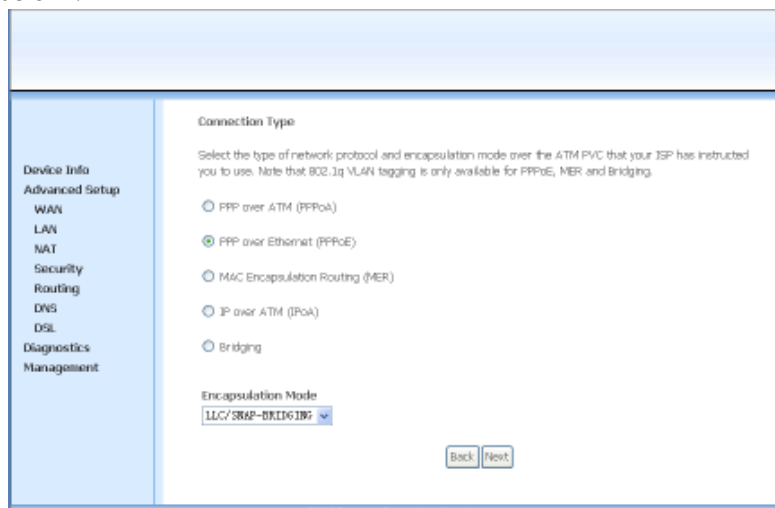 Connection Type
Select the type of network protocol and encapsulation mode over the ATM PVC that your ISP has instructed
you to use. Note that 802.1q VLAN tagging is only available for PPPoE, MER and Bridging.
Device Info
Advanced Setup
WAN
LAN
NAT
Security
Routing
DNS
DSL
Diagnostics
Management
PPP over ATM (PPPoA)
PPP over Ethernet (PPPoE)
MAC Encapsulation Routing (MER)
IP over ATM (IPoA)
Bridging
Encapsulation Mode
LLC/SNAP-BRIDGING
Back Next